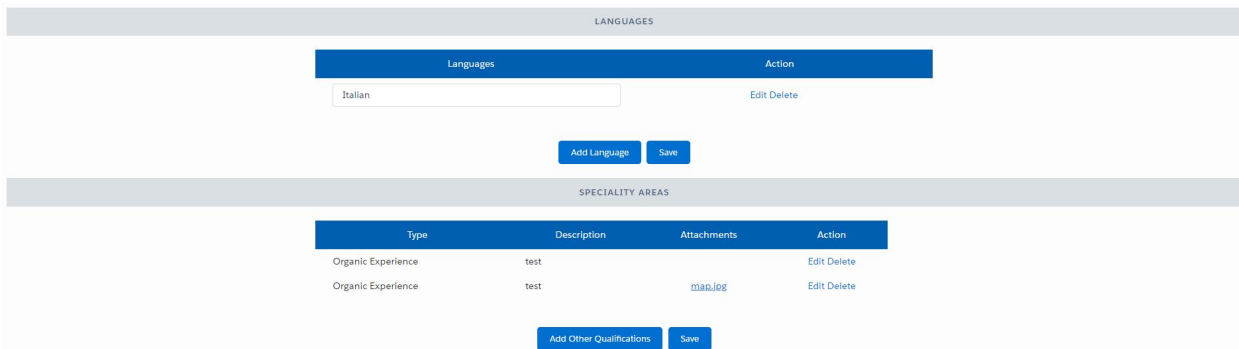 LANGUAGES
Languages Action
Italian Edit Delete
Add Language Save
SPECIALITY AREAS
Type Description Attachments Action
Organic Experience test Edit Delete
Organic Experience test map.jpg Edit Delete
Add Other Qualifications Save